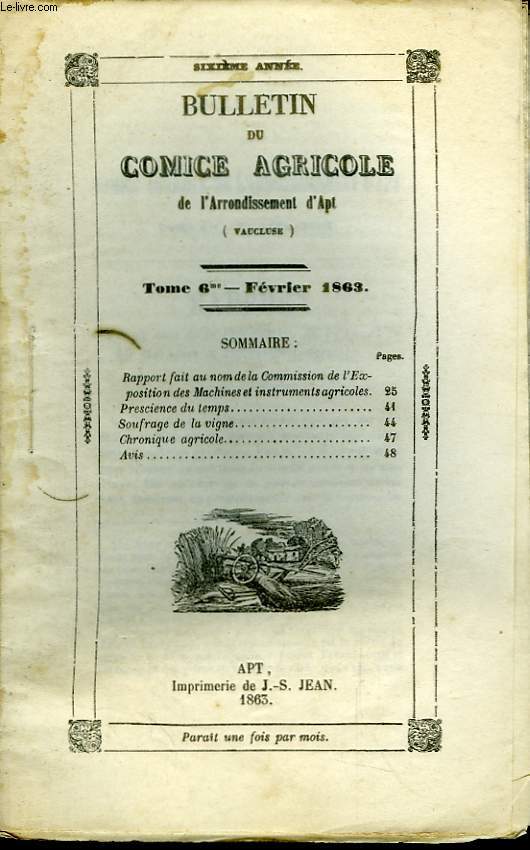 Le-livre.com
SIXIÈME ANNÉE.
BULLETIN
DU
COMICE AGRICOLE
de l'Arrondissement d'Apt
( VAUCLUSE )
Tome 6me — Février 1863.
SOMMAIRE :
Pages.
Rapport fait au nom de la Commission de l'Ex-
position des Machines et instruments agricoles. 25
Prescience du temps....................... 41
Soufrage de la vigne...................... 44
Chronique agricole........................ 47
Avis ..................................... 48
APT,
Imprimerie de J.-S. JEAN.
1863.
Paraît une fois par mois.